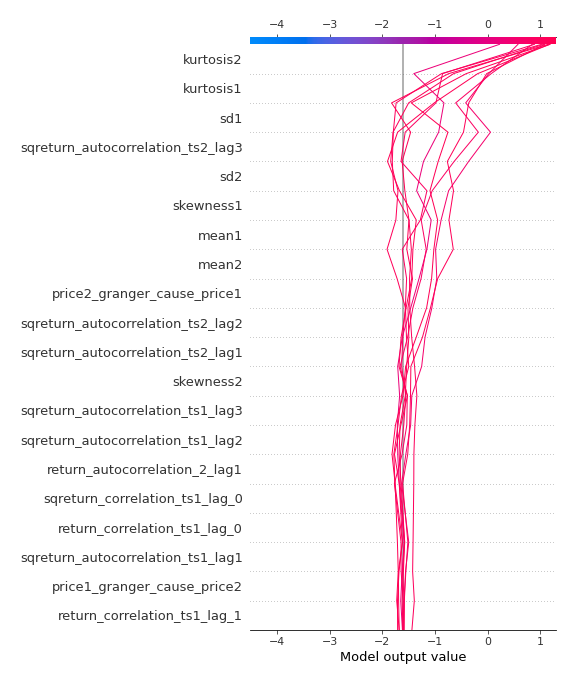 −4 −3 −2 −1 0 1
kurtosis2
kurtosis1
sd1
sqreturn_autocorrelation_ts2_lag3
sd2
skewness1
mean1
mean2
price2_granger_cause_price1
sqreturn_autocorrelation_ts2_lag2
sqreturn_autocorrelation_ts2_lag1
skewness2
sqreturn_autocorrelation_ts1_lag3
sqreturn_autocorrelation_ts1_lag2
return_autocorrelation_2_lag1
sqreturn_correlation_ts1_lag_0
return_correlation_ts1_lag_0
sqreturn_autocorrelation_ts1_lag1
price1_granger_cause_price2
return_correlation_ts1_lag_1
−4 −3 −2 −1 0 1
Model output value